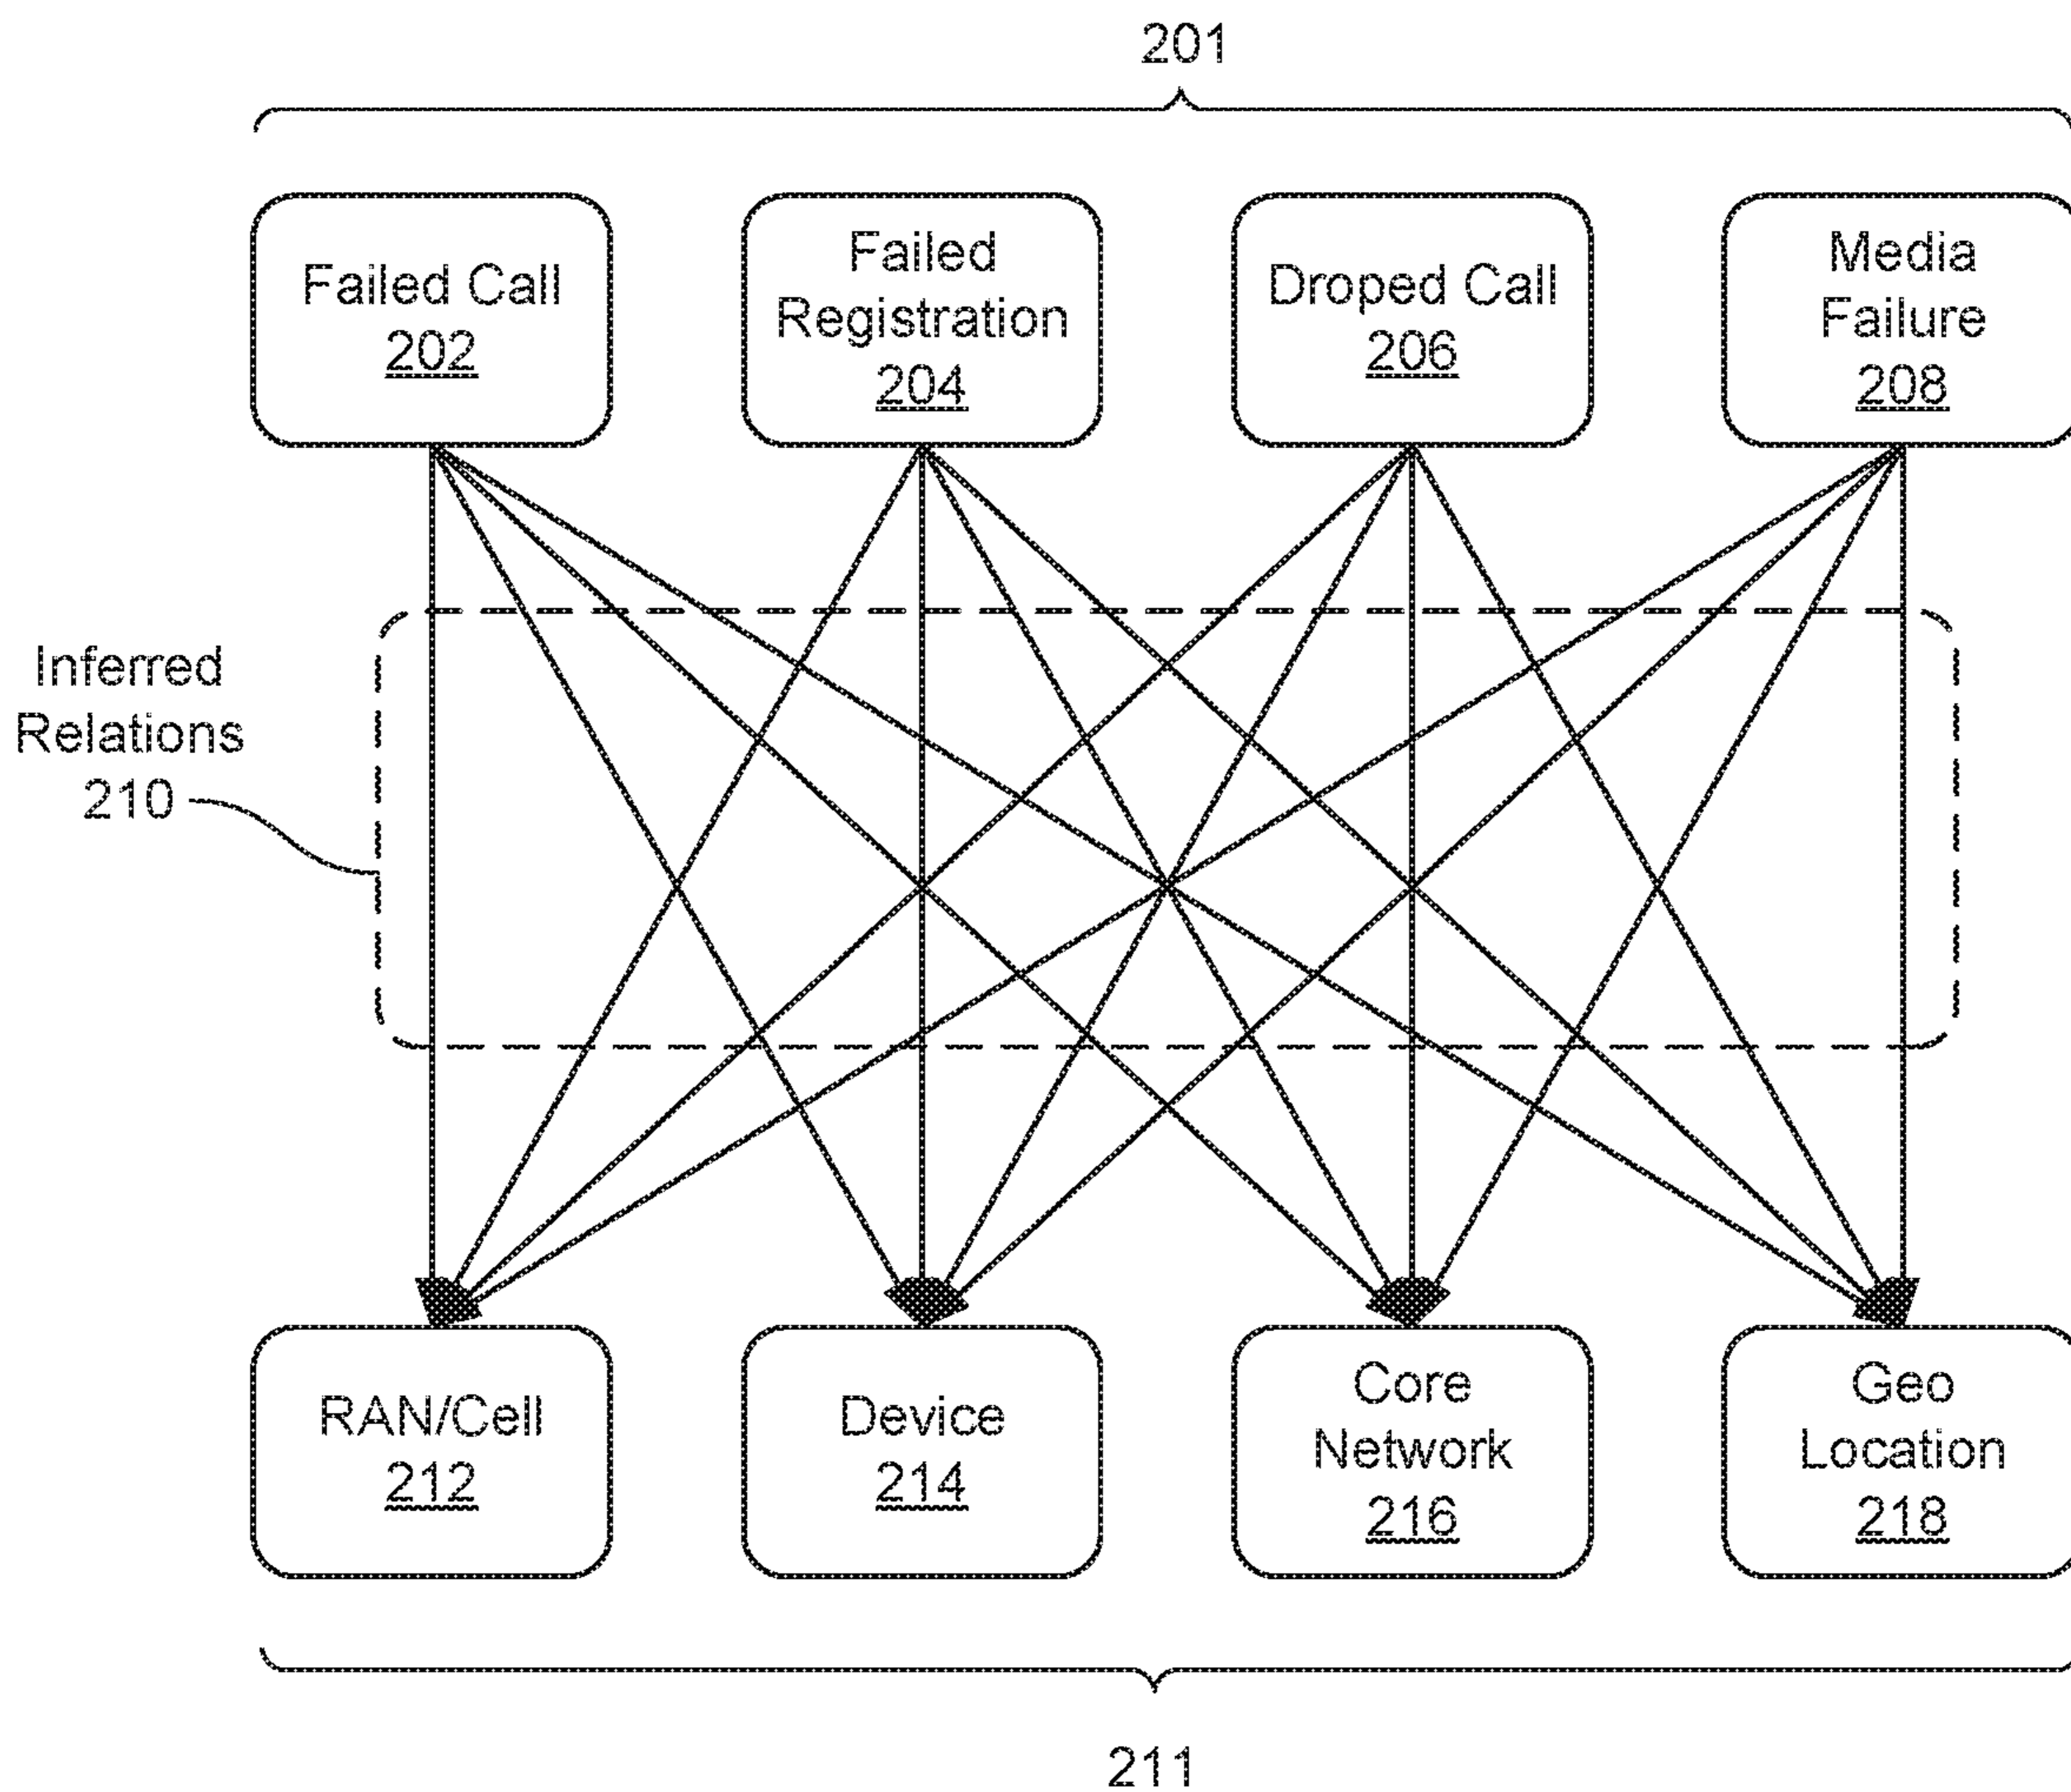 201
Failed Call
202
Failed
Registration
204
Droped Call
206
Media
Failure
208
Inferred
Relations
210
RAN/Cell
212
Device
214
Core
Network
216
Geo
Location
218
211